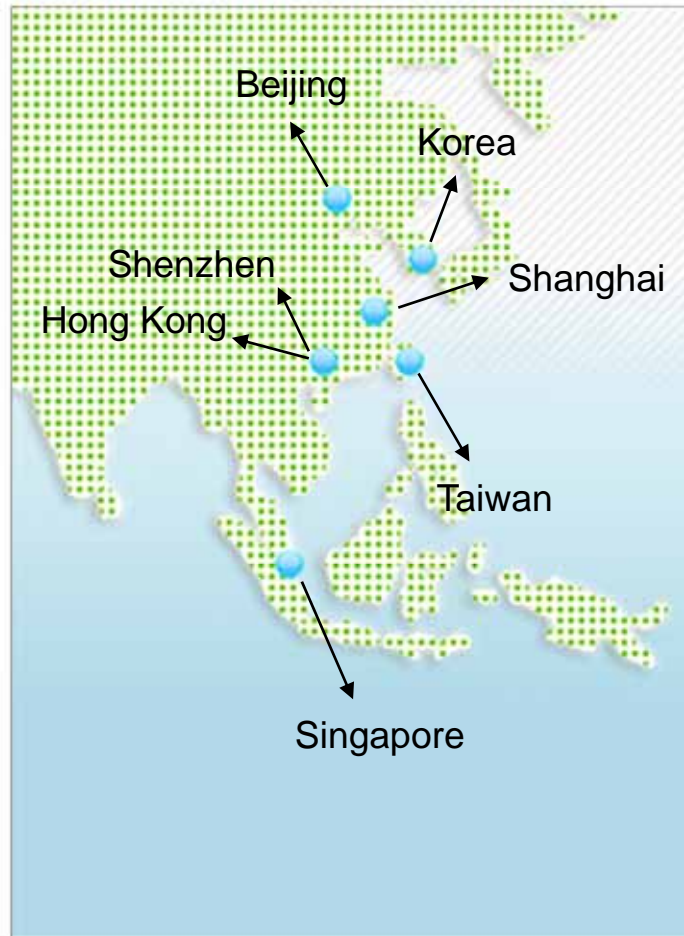 Beijing
Korea
Shenzhen
Shanghai
Hong Kong
Taiwan
Singapore